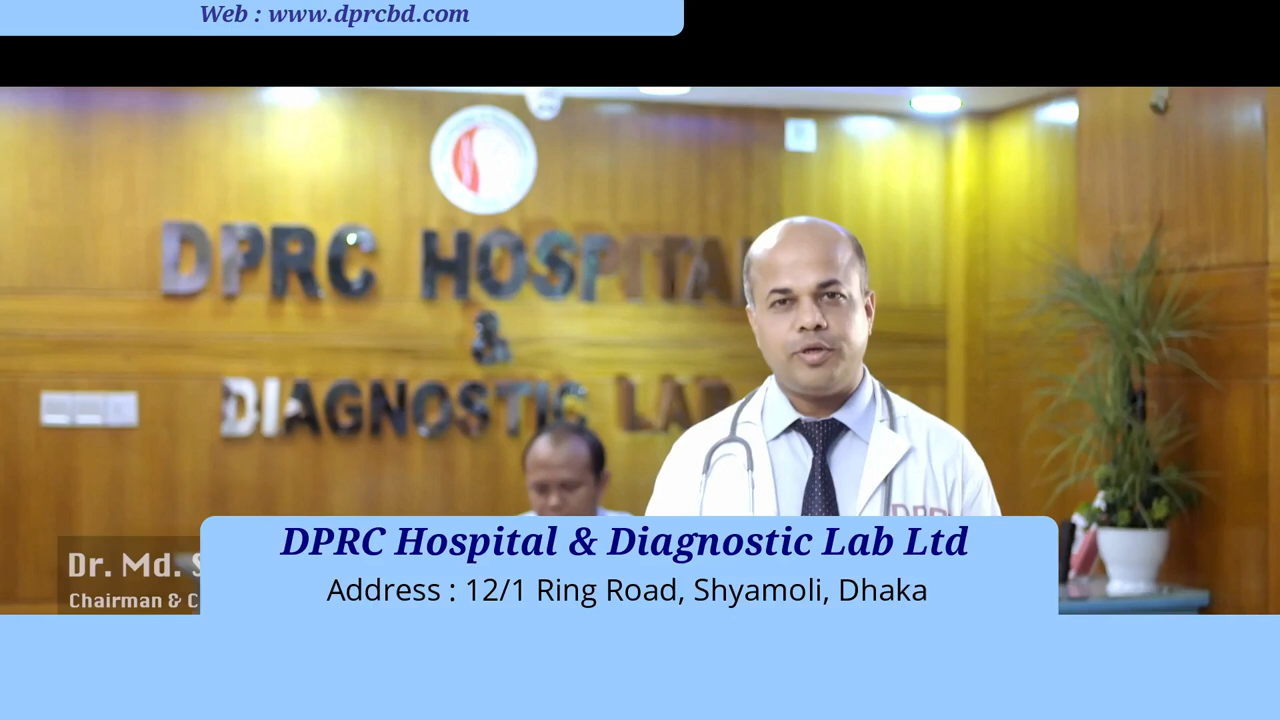 Web : www.dprcbd.com
DPRC HOSPITAL
&
DIAGNOSTIC LAB
Dr. Md. S
Chairman & C
DPRC Hospital & Diagnostic Lab Ltd
Address : 12/1 Ring Road, Shyamoli, Dhaka